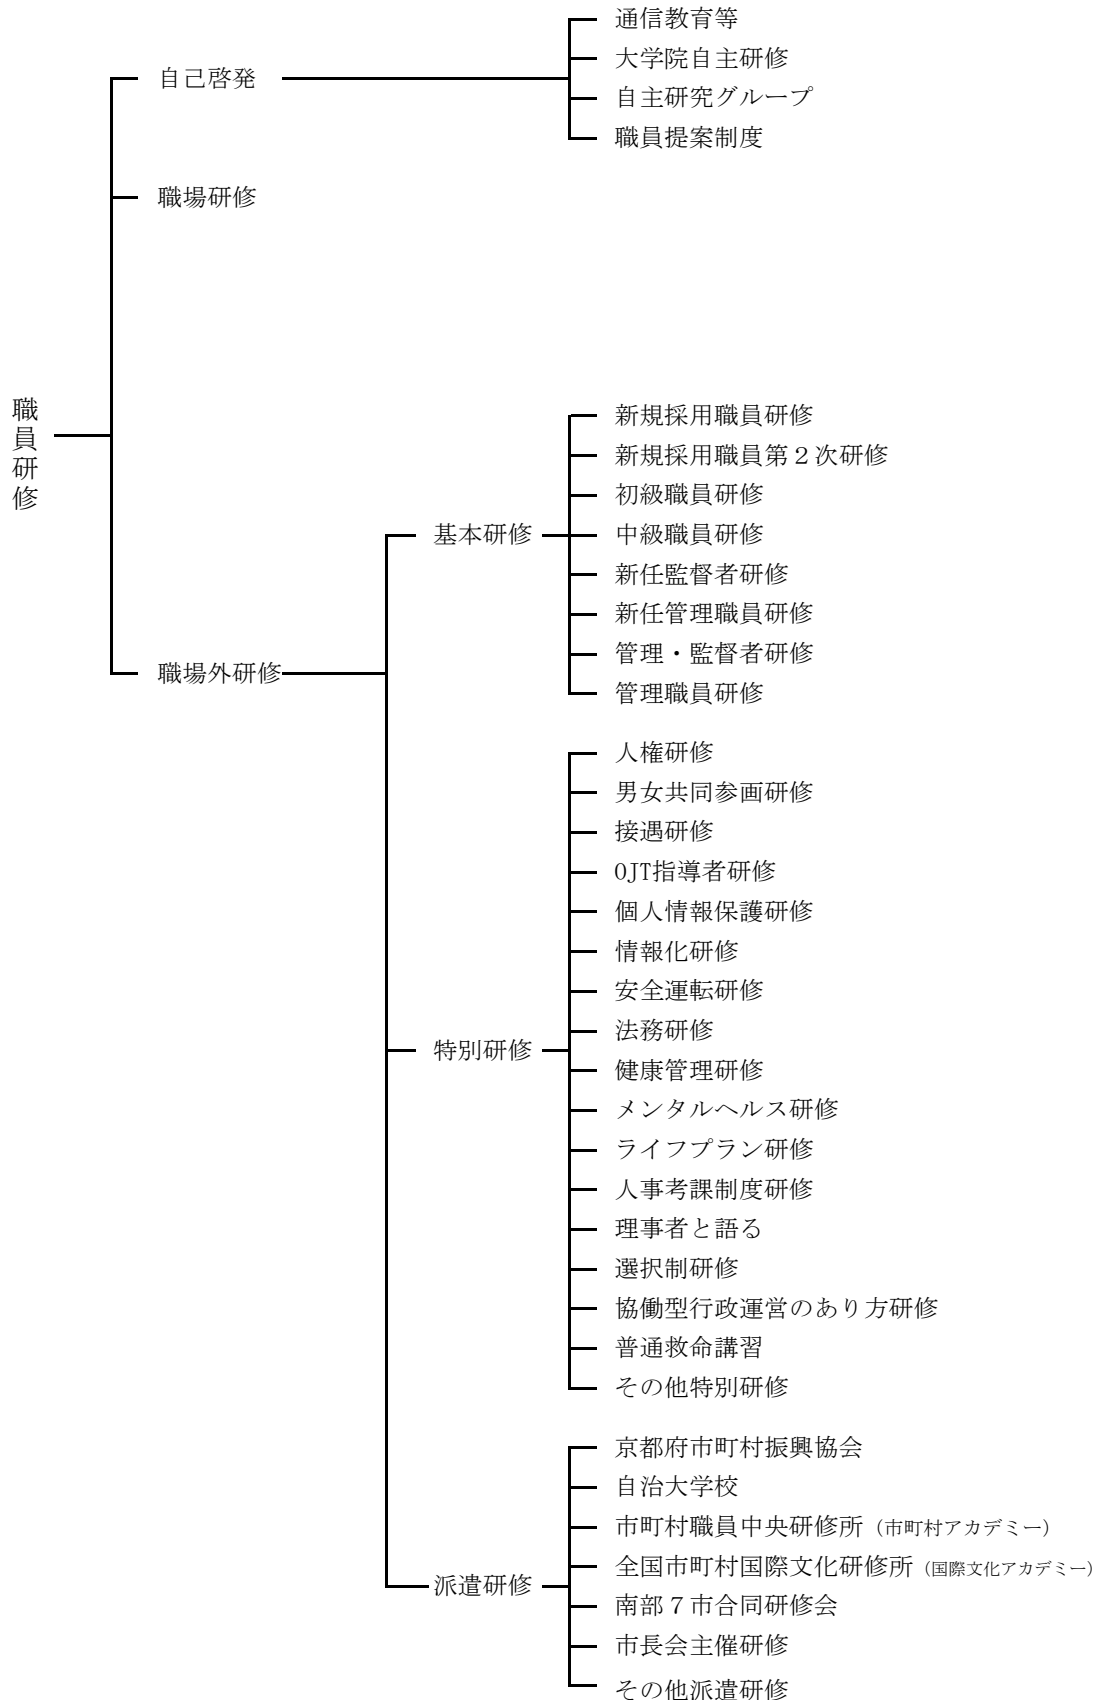 職員研修
自己啓発
通信教育等
大学院自主研修
自主研究グループ
職員提案制度
職場研修
職場外研修
基本研修
新規採用職員研修
新規採用職員第２次研修
初級職員研修
中級職員研修
新任監督者研修
新任管理職員研修
管理・監督者研修
管理職員研修
特別研修
人権研修
男女共同参画研修
接遇研修
OJT指導者研修
個人情報保護研修
情報化研修
安全運転研修
法務研修
健康管理研修
メンタルヘルス研修
ライフプラン研修
人事考課制度研修
理事者と語る
選択制研修
協働型行政運営のあり方研修
普通救命講習
その他特別研修
派遣研修
京都府市町村振興協会
自治大学校
市町村職員中央研修所（市町村アカデミー）
全国市町村国際文化研修所（国際文化アカデミー）
南部７市合同研修会
市長会主催研修
その他派遣研修